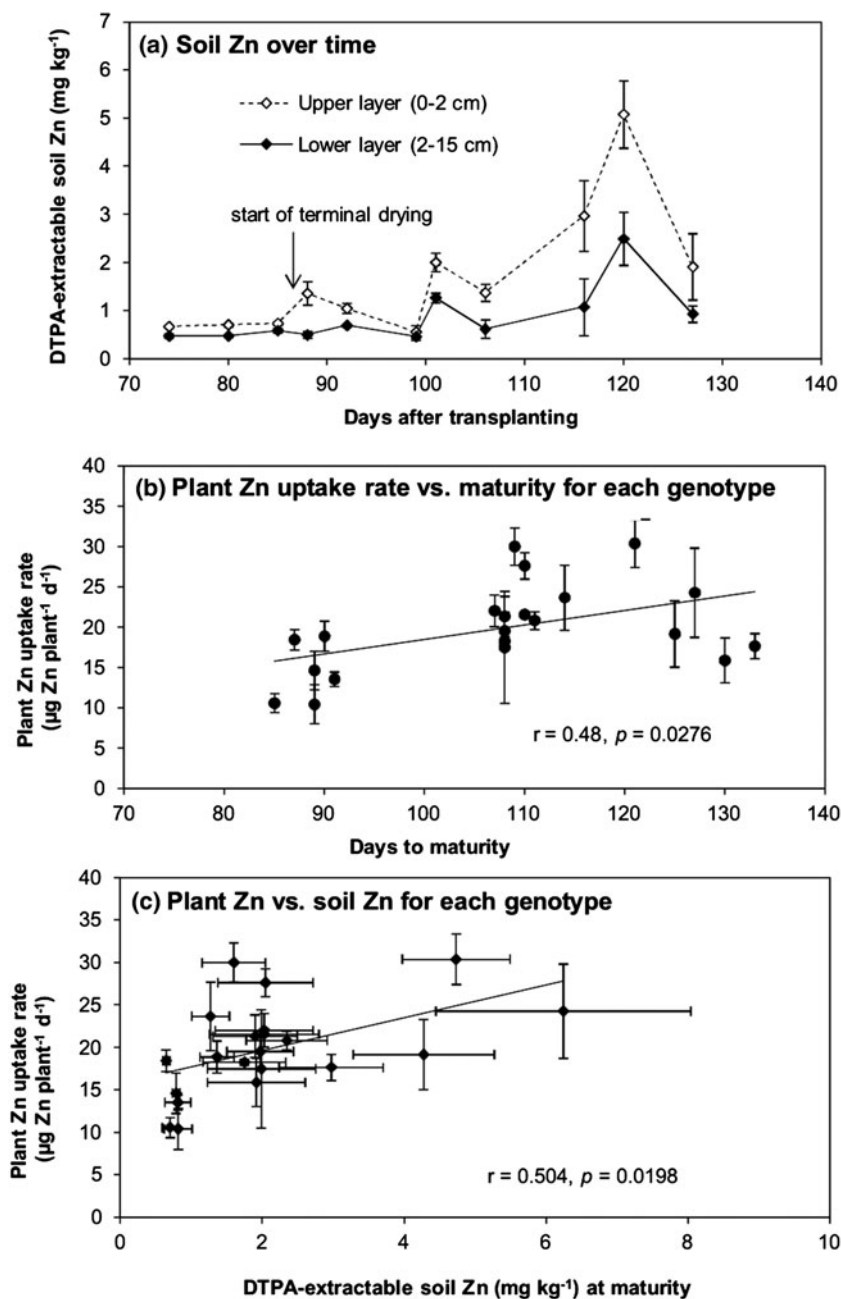 (a) Soil Zn over time
DTPA-extractable soil Zn (mg kg⁻¹)
7
6
5
4
3
2
1
0
Upper layer (0-2 cm)
Lower layer (2-15 cm)
start of terminal drying
70 80 90 100 110 120 130 140
Days after transplanting
(b) Plant Zn uptake rate vs. maturity for each genotype
Plant Zn uptake rate
(µg Zn plant⁻¹ d⁻¹)
40
35
30
25
20
15
10
5
0
r = 0.48, p = 0.0276
70 80 90 100 110 120 130 140
Days to maturity
(c) Plant Zn vs. soil Zn for each genotype
Plant Zn uptake rate
(µg Zn plant⁻¹ d⁻¹)
40
35
30
25
20
15
10
5
0
r = 0.504, p = 0.0198
0 2 4 6 8 10
DTPA-extractable soil Zn (mg kg⁻¹) at maturity